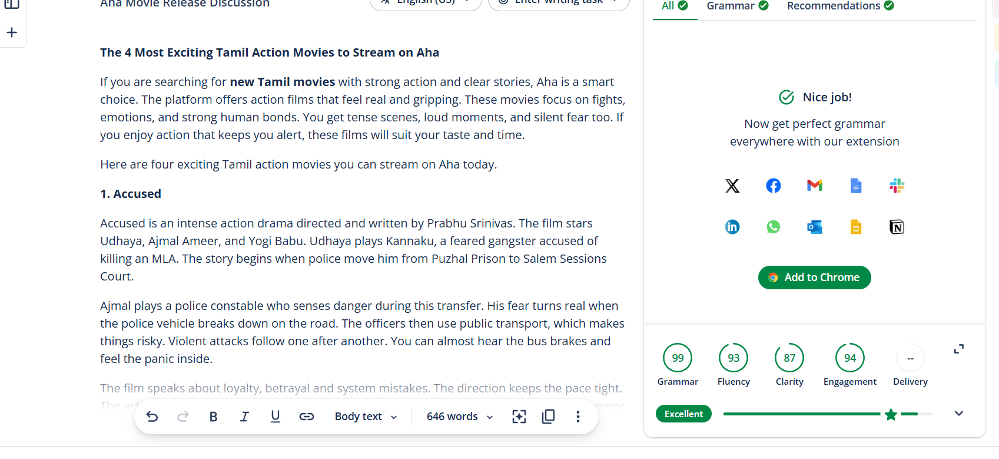 Aha Movie Release Discussion
English (US)
Enter writing task
All
Grammar
Recommendations
The 4 Most Exciting Tamil Action Movies to Stream on Aha
If you are searching for new Tamil movies with strong action and clear stories, Aha is a smart
choice. The platform offers action films that feel real and gripping. These movies focus on fights,
emotions, and strong human bonds. You get tense scenes, loud moments, and silent fear too. If
you enjoy action that keeps you alert, these films will suit your taste and time.
Here are four exciting Tamil action movies you can stream on Aha today.
1. Accused
Accused is an intense action drama directed and written by Prabhu Srinivas. The film stars
Udhaya, Ajmal Ameer, and Yogi Babu. Udhaya plays Kannaku, a feared gangster accused of
killing an MLA. The story begins when police move him from Puzhal Prison to Salem Sessions
Court.
Ajmal plays a police constable who senses danger during this transfer. His fear turns real when
the police vehicle breaks down on the road. The officers then use public transport, which makes
things risky. Violent attacks follow one after another. You can almost hear the bus brakes and
feel the panic inside.
The film speaks about loyalty, betrayal and system mistakes. The direction keeps the pace tight.
The every
B I U
Body text
646 words
Nice job!
Now get perfect grammar
everywhere with our extension
Add to Chrome
99
93
87
94
--
Grammar
Fluency
Clarity
Engagement
Delivery
Excellent